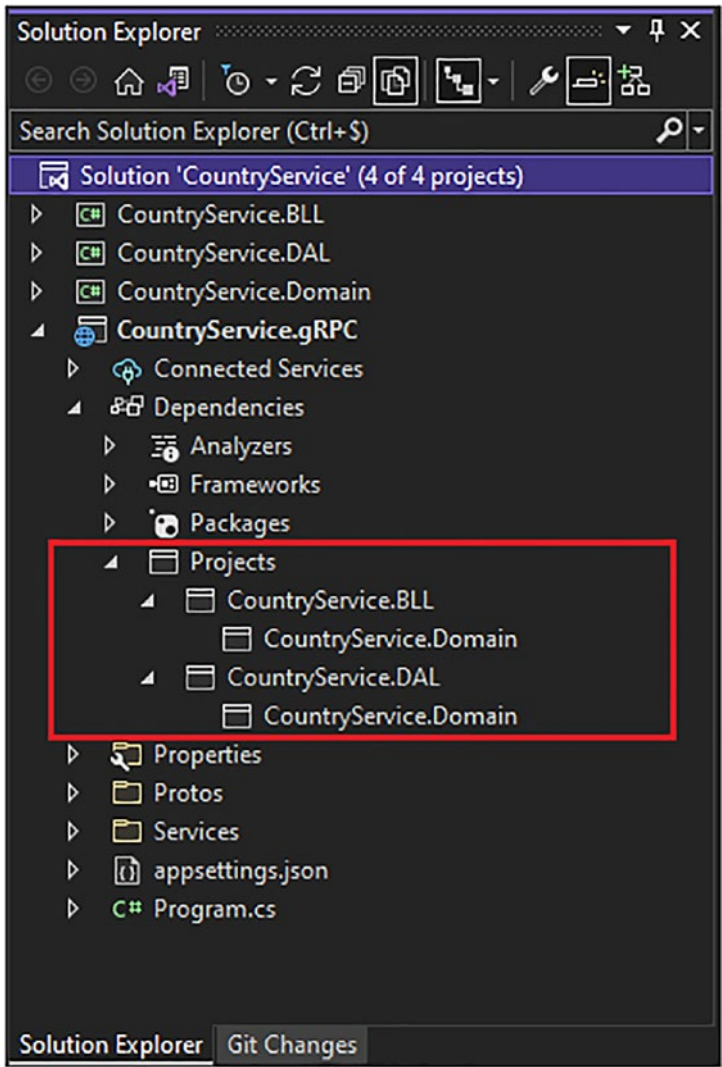 Solution Explorer
Search Solution Explorer (Ctrl+$)
Solution 'CountryService' (4 of 4 projects)
C# CountryService.BLL
C# CountryService.DAL
C# CountryService.Domain
CountryService.gRPC
Connected Services
Dependencies
Analyzers
Frameworks
Packages
Projects
CountryService.BLL
CountryService.Domain
CountryService.DAL
CountryService.Domain
Properties
Protos
Services
appsettings.json
C# Program.cs
Solution Explorer Git Changes